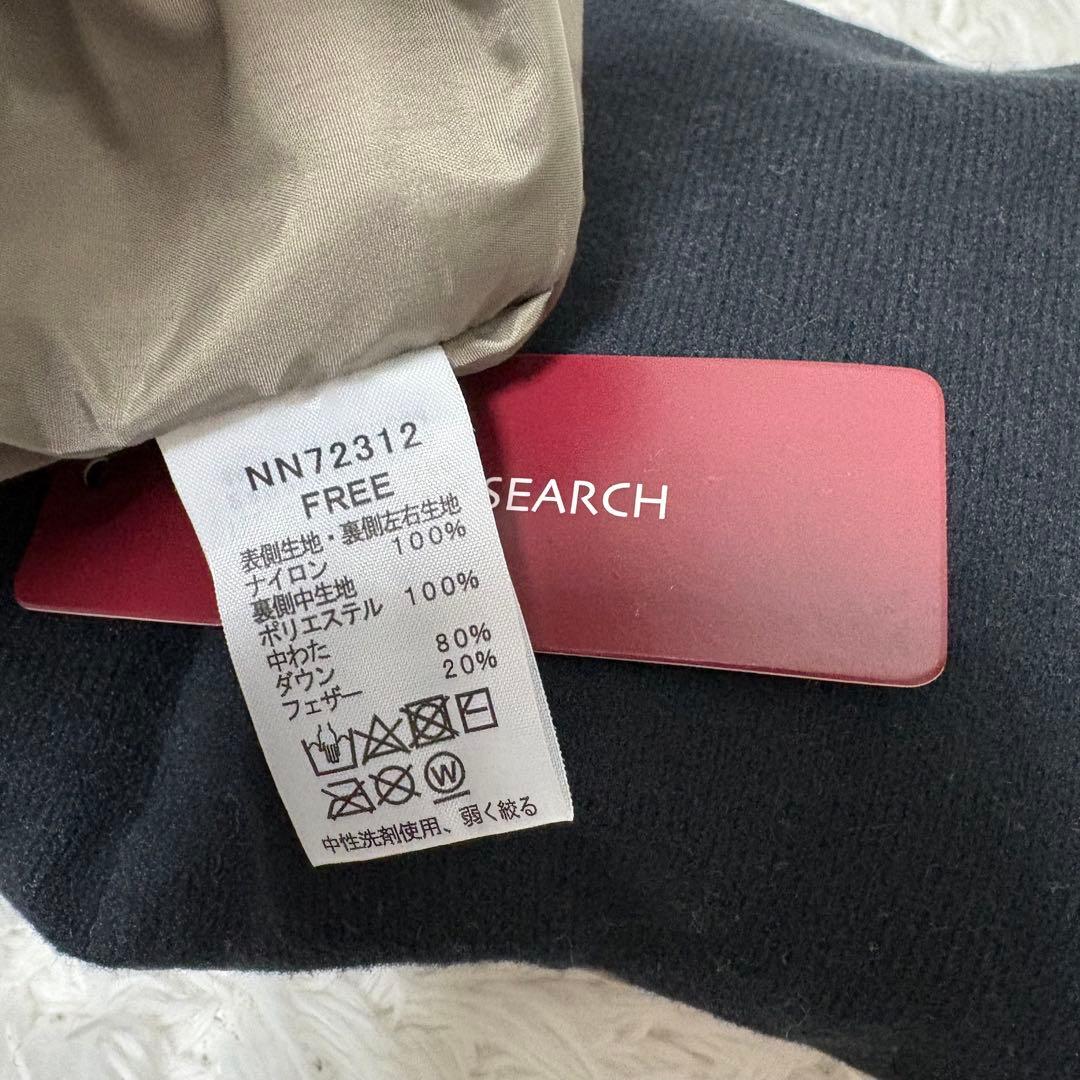 NN72312
FREE
表側生地・裏側左右生地
ナイロン 100%
裏側中生地
ポリエステル 100%
中わた
ダウン 80%
フェザー 20%
W
中性洗剤使用、弱く絞る
SEARCH